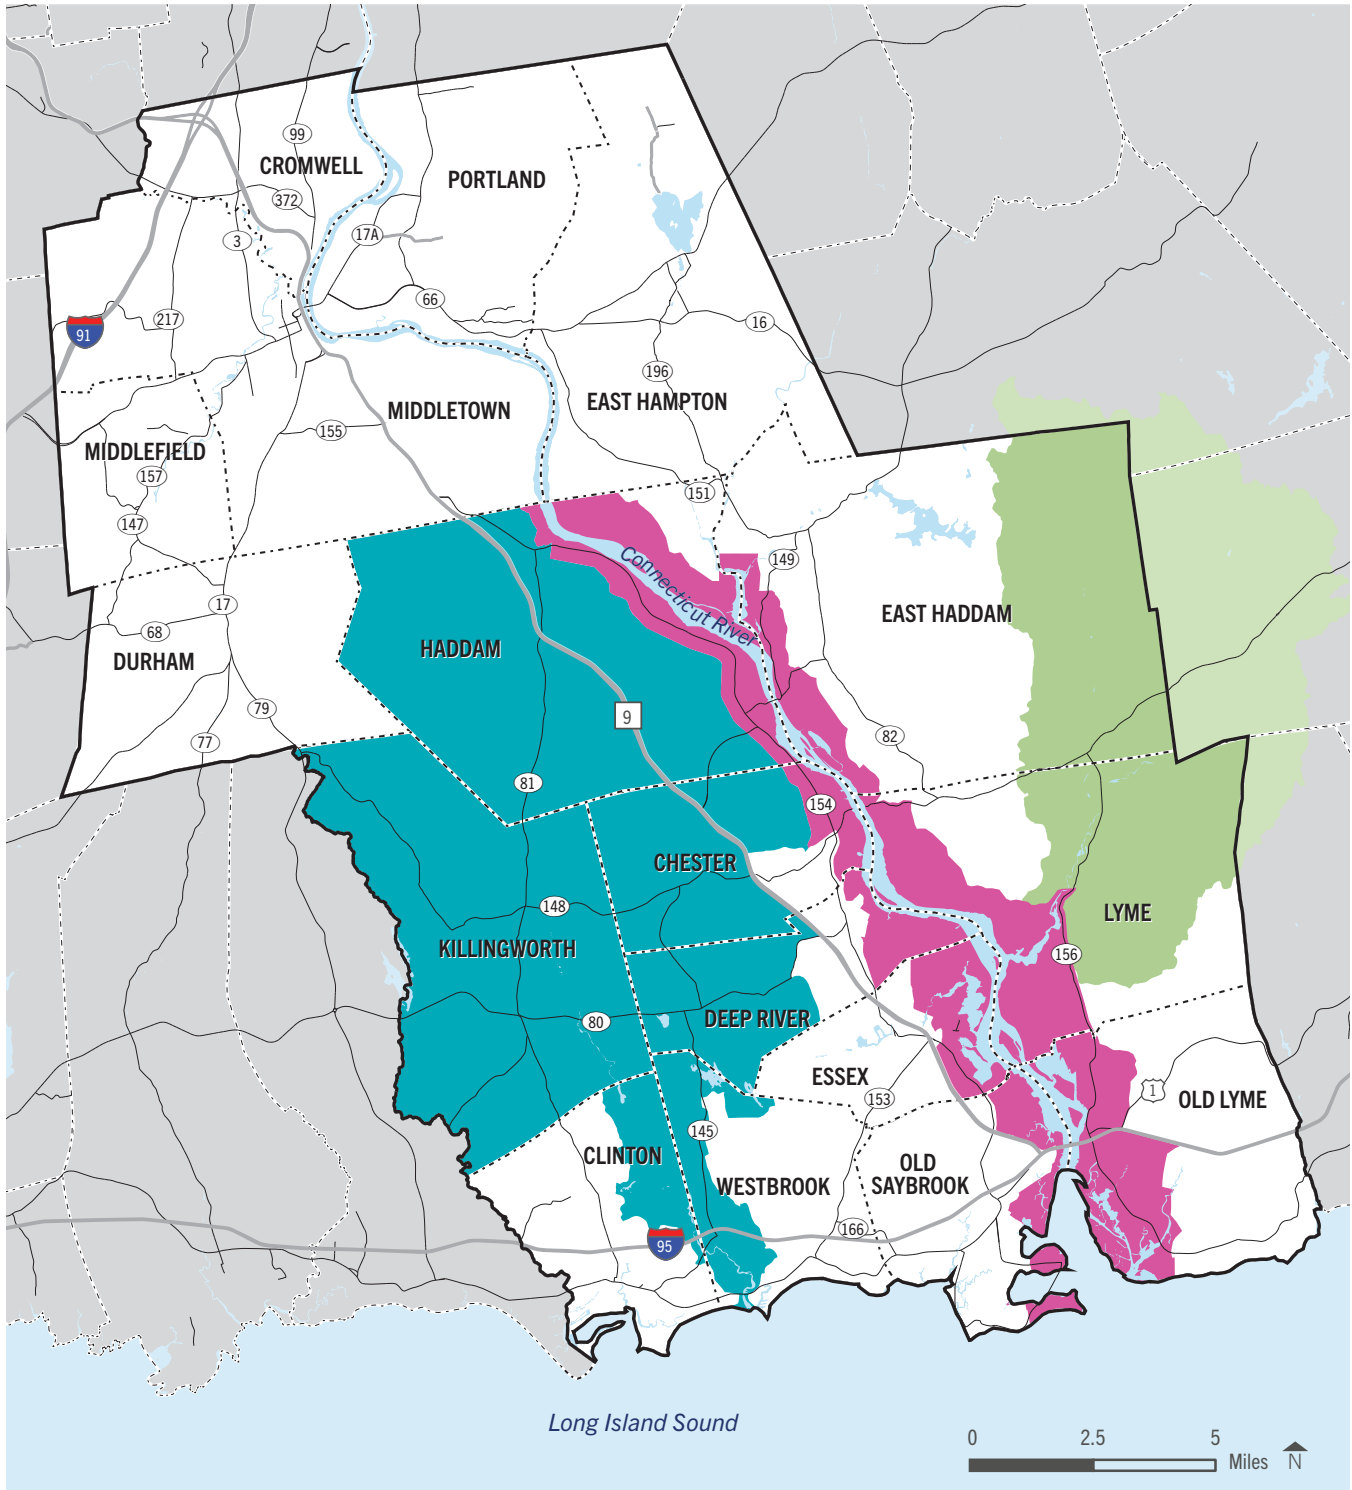 99
CROMWELL
PORTLAND
372
3
17A
66
217
91
16
196
EAST HAMPTON
MIDDLETOWN
155
MIDDLEFIELD
157
151
147
Connecticut River
149
17
68
EAST HADDAM
HADDAM
DURHAM
79
9
77
82
81
154
CHESTER
148
LYME
KILLINGWORTH
156
80
DEEP RIVER
ESSEX
153
1
OLD LYME
145
CLINTON
OLD
SAYBROOK
WESTBROOK
166
95
Long Island Sound
0 2.5 5
Miles N